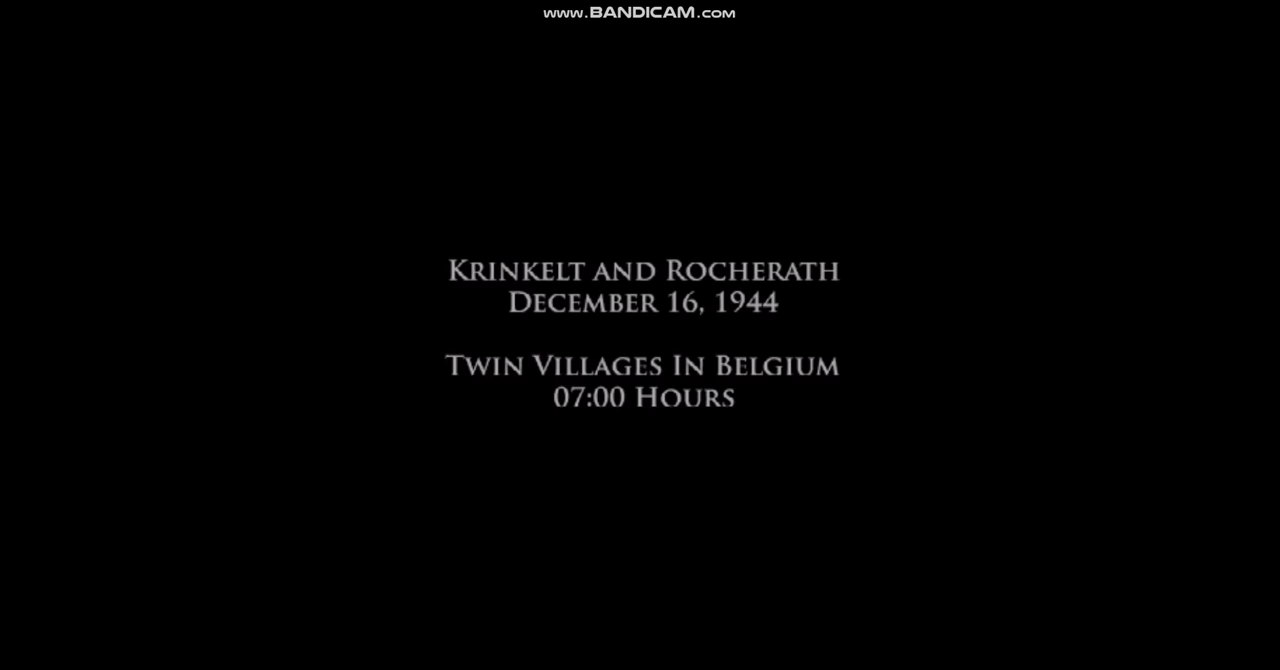 www.BANDICAM.com
Krinkelt and Rocherath
December 16, 1944
Twin Villages In Belgium
07:00 Hours